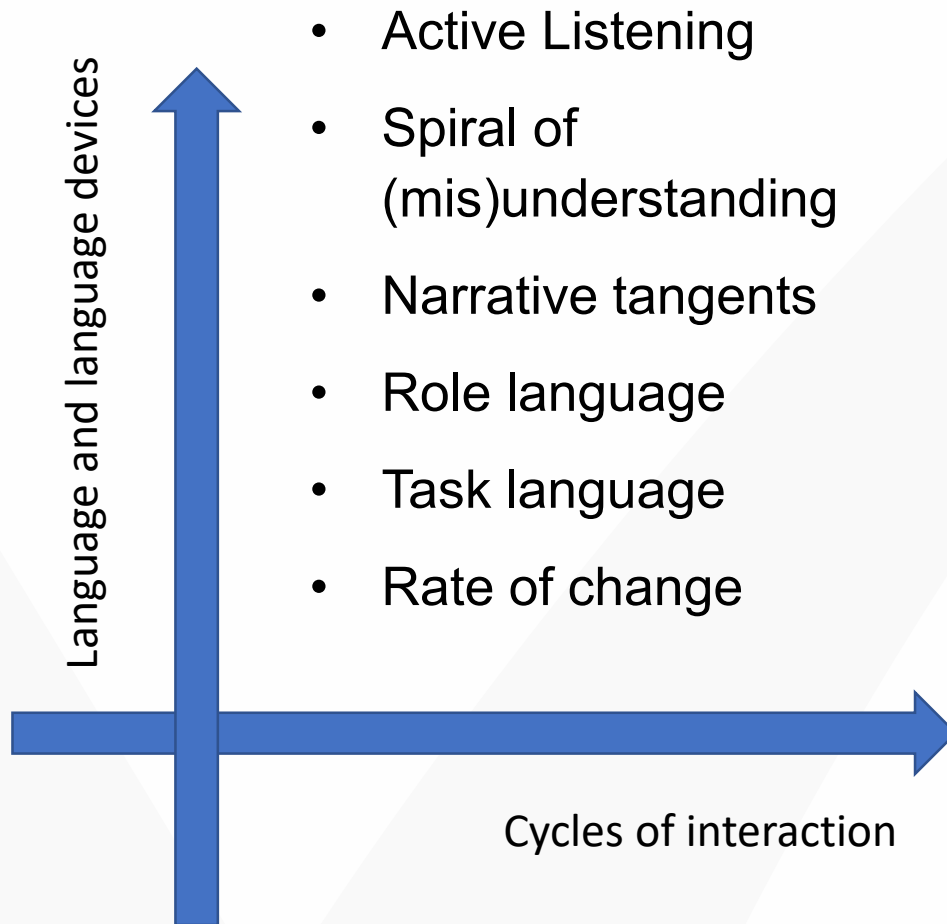 • Active Listening
• Spiral of
(mis)understanding
• Narrative tangents
• Role language
• Task language
• Rate of change
Language and language devices
Cycles of interaction